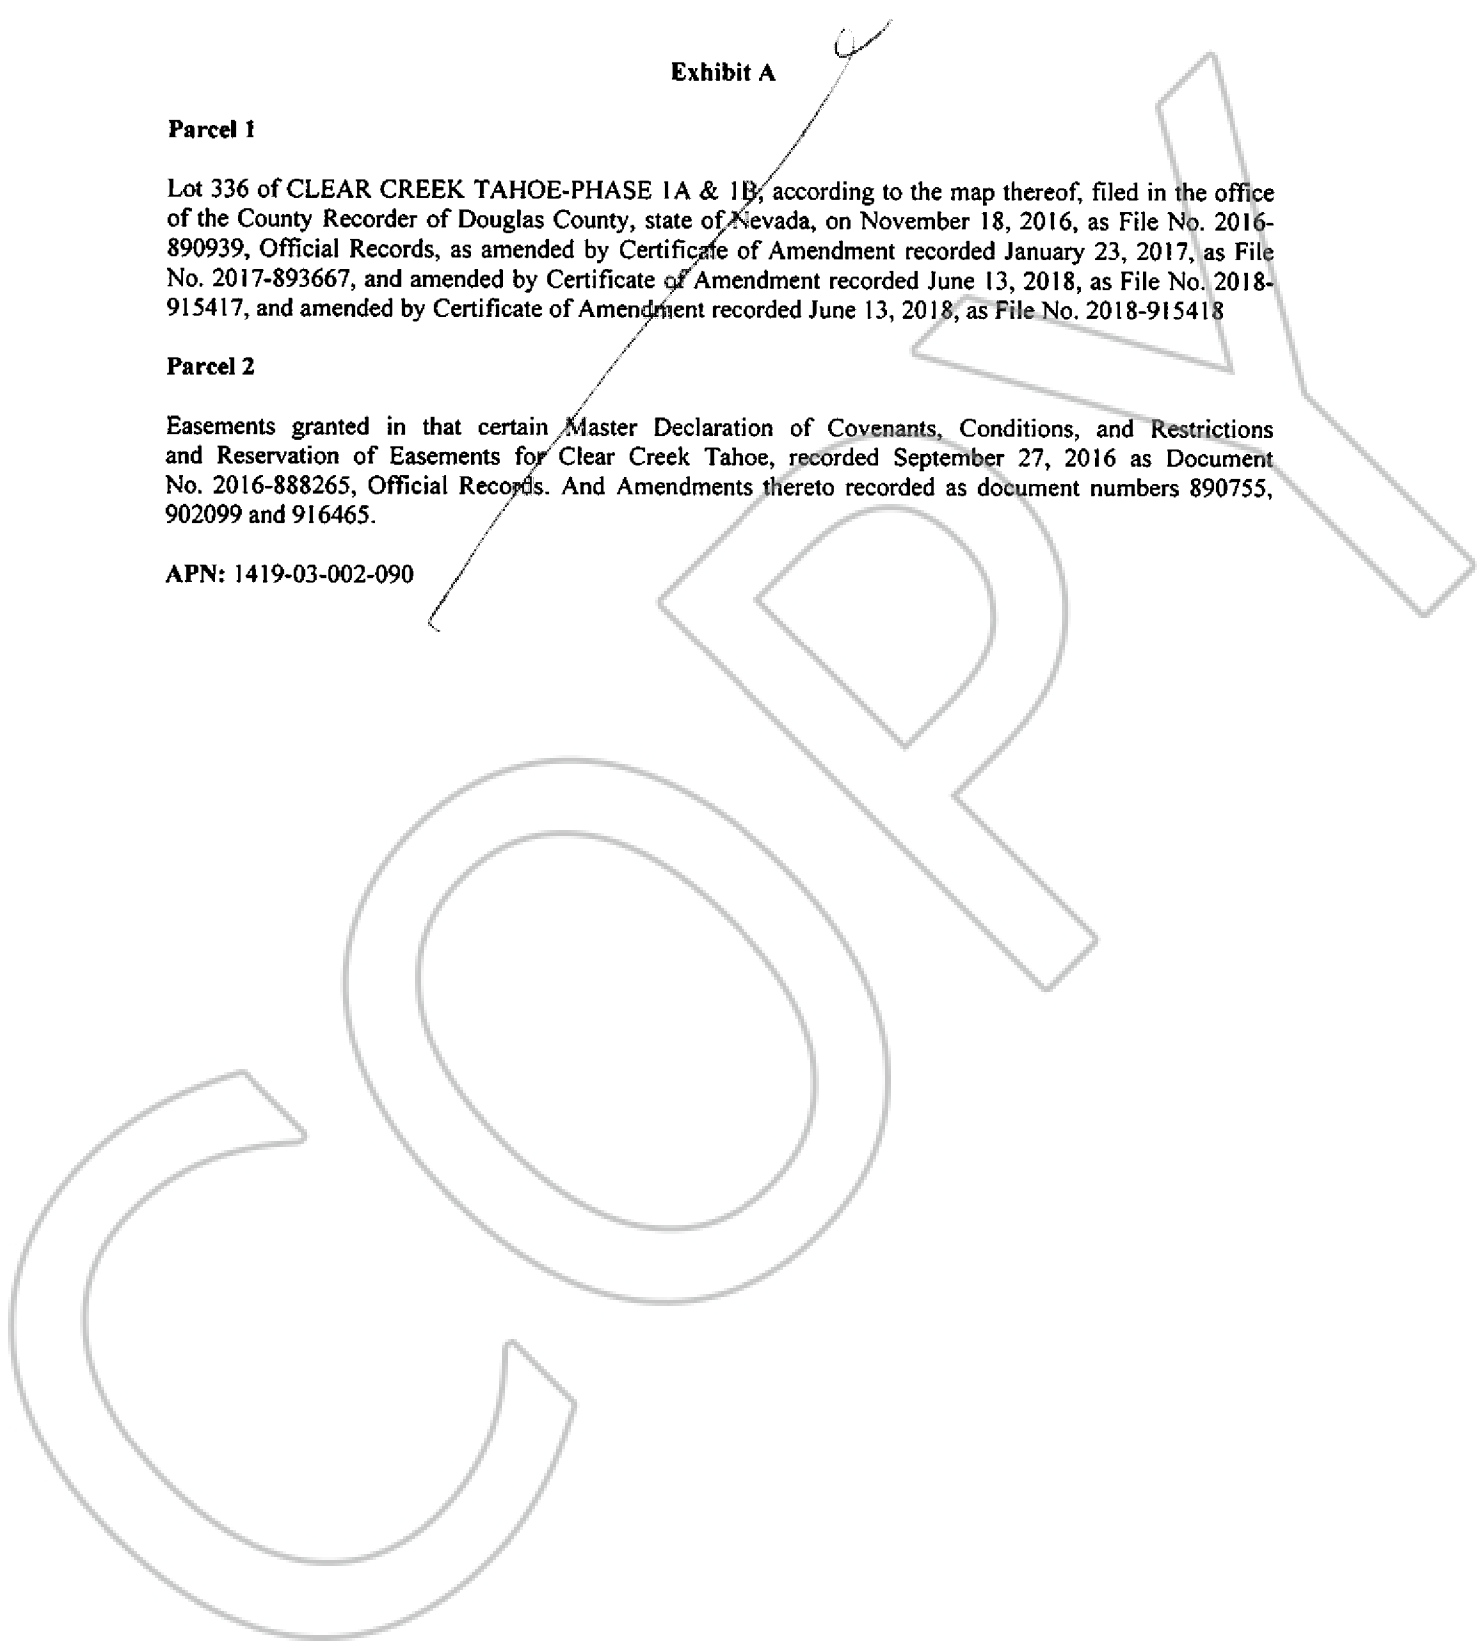 Exhibit A
Parcel 1
Lot 336 of CLEAR CREEK TAHOE-PHASE 1A & 1B, according to the map thereof, filed in the office
of the County Recorder of Douglas County, state of Nevada, on November 18, 2016, as File No. 2016-
890939, Official Records, as amended by Certificate of Amendment recorded January 23, 2017, as File
No. 2017-893667, and amended by Certificate of Amendment recorded June 13, 2018, as File No. 2018-
915417, and amended by Certificate of Amendment recorded June 13, 2018, as File No. 2018-915418
Parcel 2
Easements granted in that certain Master Declaration of Covenants, Conditions, and Restrictions
and Reservation of Easements for Clear Creek Tahoe, recorded September 27, 2016 as Document
No. 2016-888265, Official Records. And Amendments thereto recorded as document numbers 890755,
902099 and 916465.
APN: 1419-03-002-090
COPY